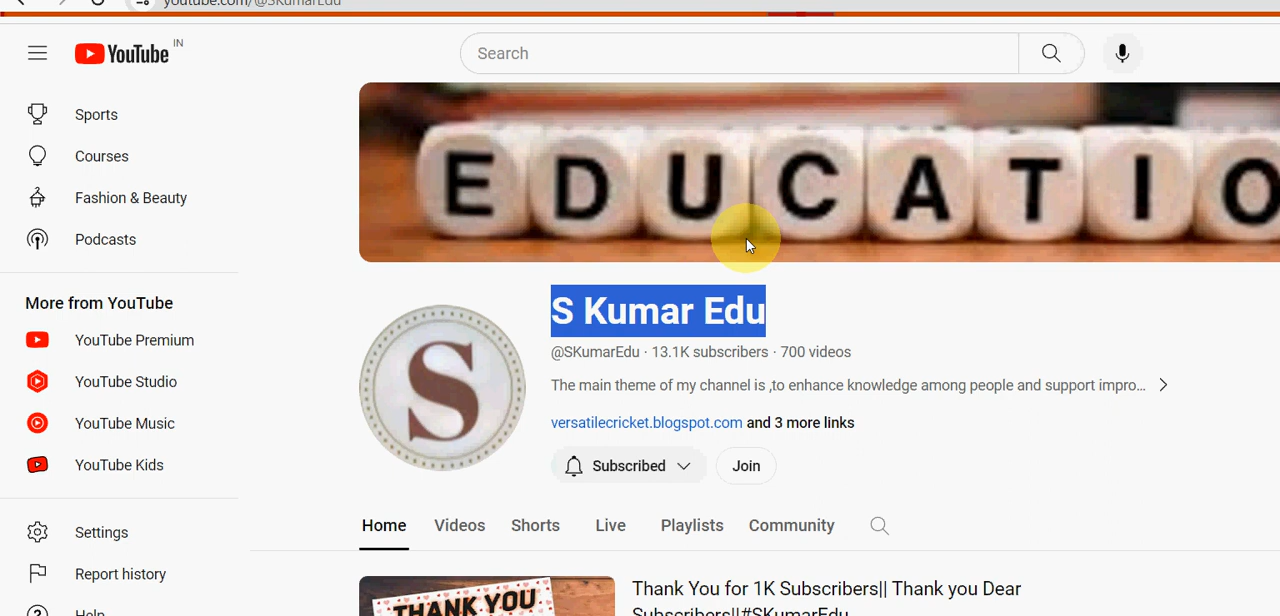 youtube.com/@SKumarEdu
YouTube IN
Search
Sports
Courses
Fashion & Beauty
Podcasts
More from YouTube
YouTube Premium
YouTube Studio
YouTube Music
YouTube Kids
Settings
Report history
Help
EDUCATIO
S
S Kumar Edu
@SKumarEdu · 13.1K subscribers · 700 videos
The main theme of my channel is ,to enhance knowledge among people and support impro...
versatilecricket.blogspot.com and 3 more links
Subscribed
Join
Home Videos Shorts Live Playlists Community
THANK YOU
Thank You for 1K Subscribers|| Thank you Dear
Subscribers||#SKumarEdu